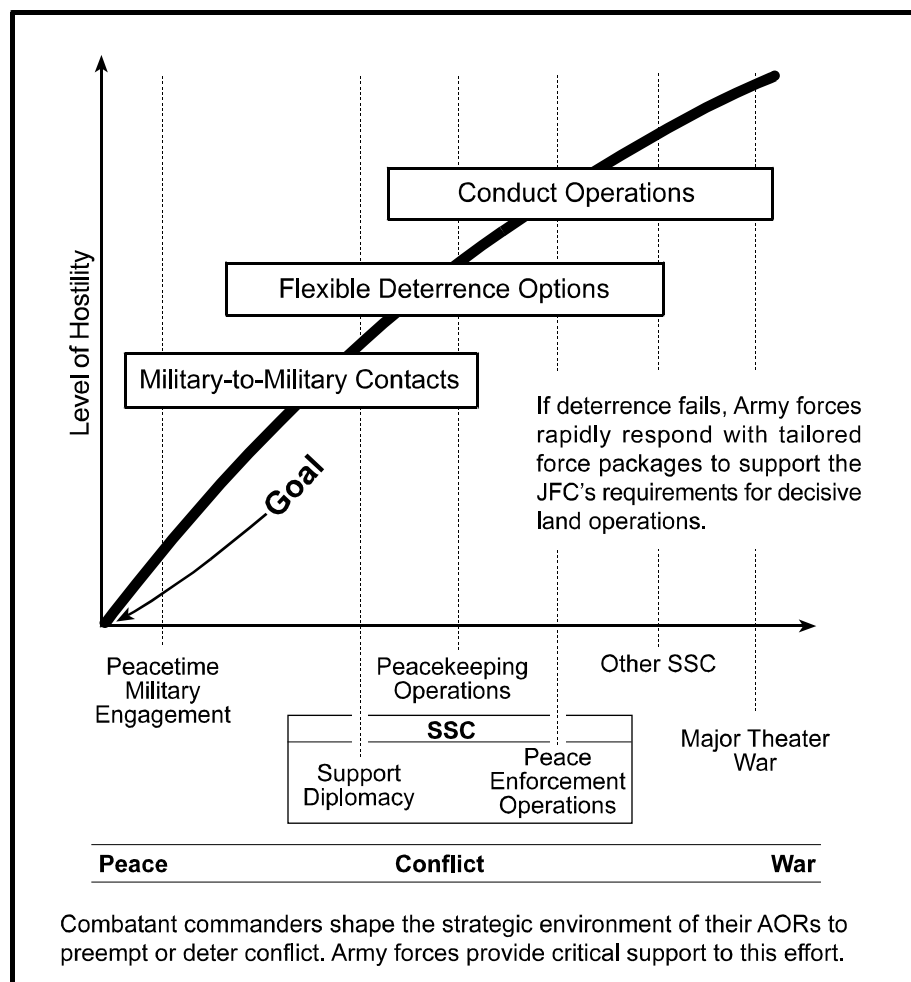 Conduct Operations
Flexible Deterrence Options
Military-to-Military Contacts
Level of Hostility
Goal
If deterrence fails, Army forces
rapidly respond with tailored
force packages to support the
JFC's requirements for decisive
land operations.
Peacetime
Military
Engagement
Peacekeeping
Operations
Other SSC
SSC
Support
Diplomacy
Peace
Enforcement
Operations
Major Theater
War
Peace Conflict War
Combatant commanders shape the strategic environment of their AORs to
preempt or deter conflict. Army forces provide critical support to this effort.